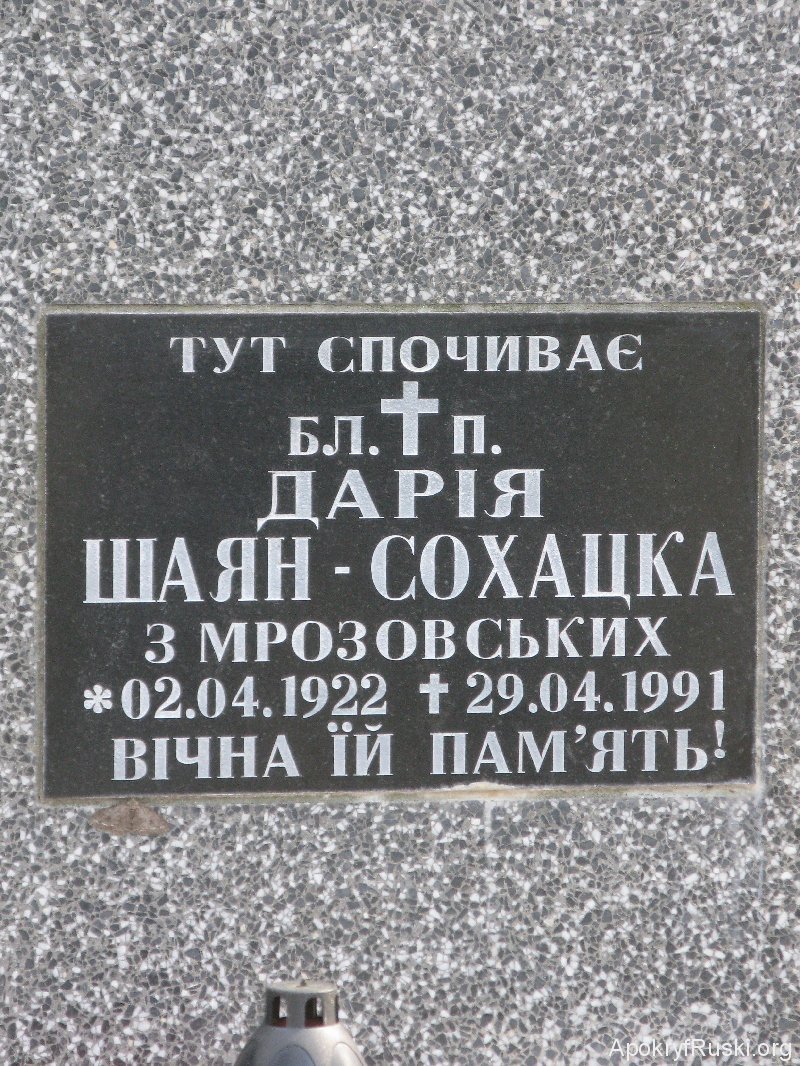 ТУТ СПОЧИВАЄ
БЛ. ✝ П.
ДАРІЯ
ШАЯН - СОХАЦКА
З МРОЗОВСЬКИХ
*02.04.1922 ✝ 29.04.1991
ВІЧНА ЇЙ ПАМ’ЯТЬ!
ApokryfRuski.org